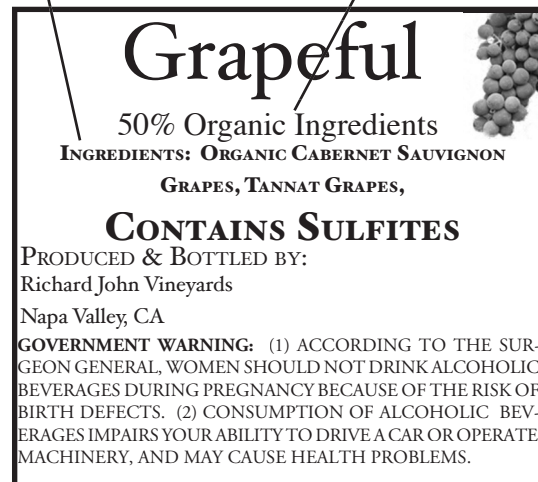 Grapeful
50% Organic Ingredients
INGREDIENTS: ORGANIC CABERNET SAUVIGNON
GRAPES, TANNAT GRAPES,
CONTAINS SULFITES
PRODUCED & BOTTLED BY:
Richard John Vineyards
Napa Valley, CA
GOVERNMENT WARNING: (1) ACCORDING TO THE SUR-
GEON GENERAL, WOMEN SHOULD NOT DRINK ALCOHOLIC
BEVERAGES DURING PREGNANCY BECAUSE OF THE RISK OF
BIRTH DEFECTS. (2) CONSUMPTION OF ALCOHOLIC BEV-
ERAGES IMPAIRS YOUR ABILITY TO DRIVE A CAR OR OPERATE
MACHINERY, AND MAY CAUSE HEALTH PROBLEMS.